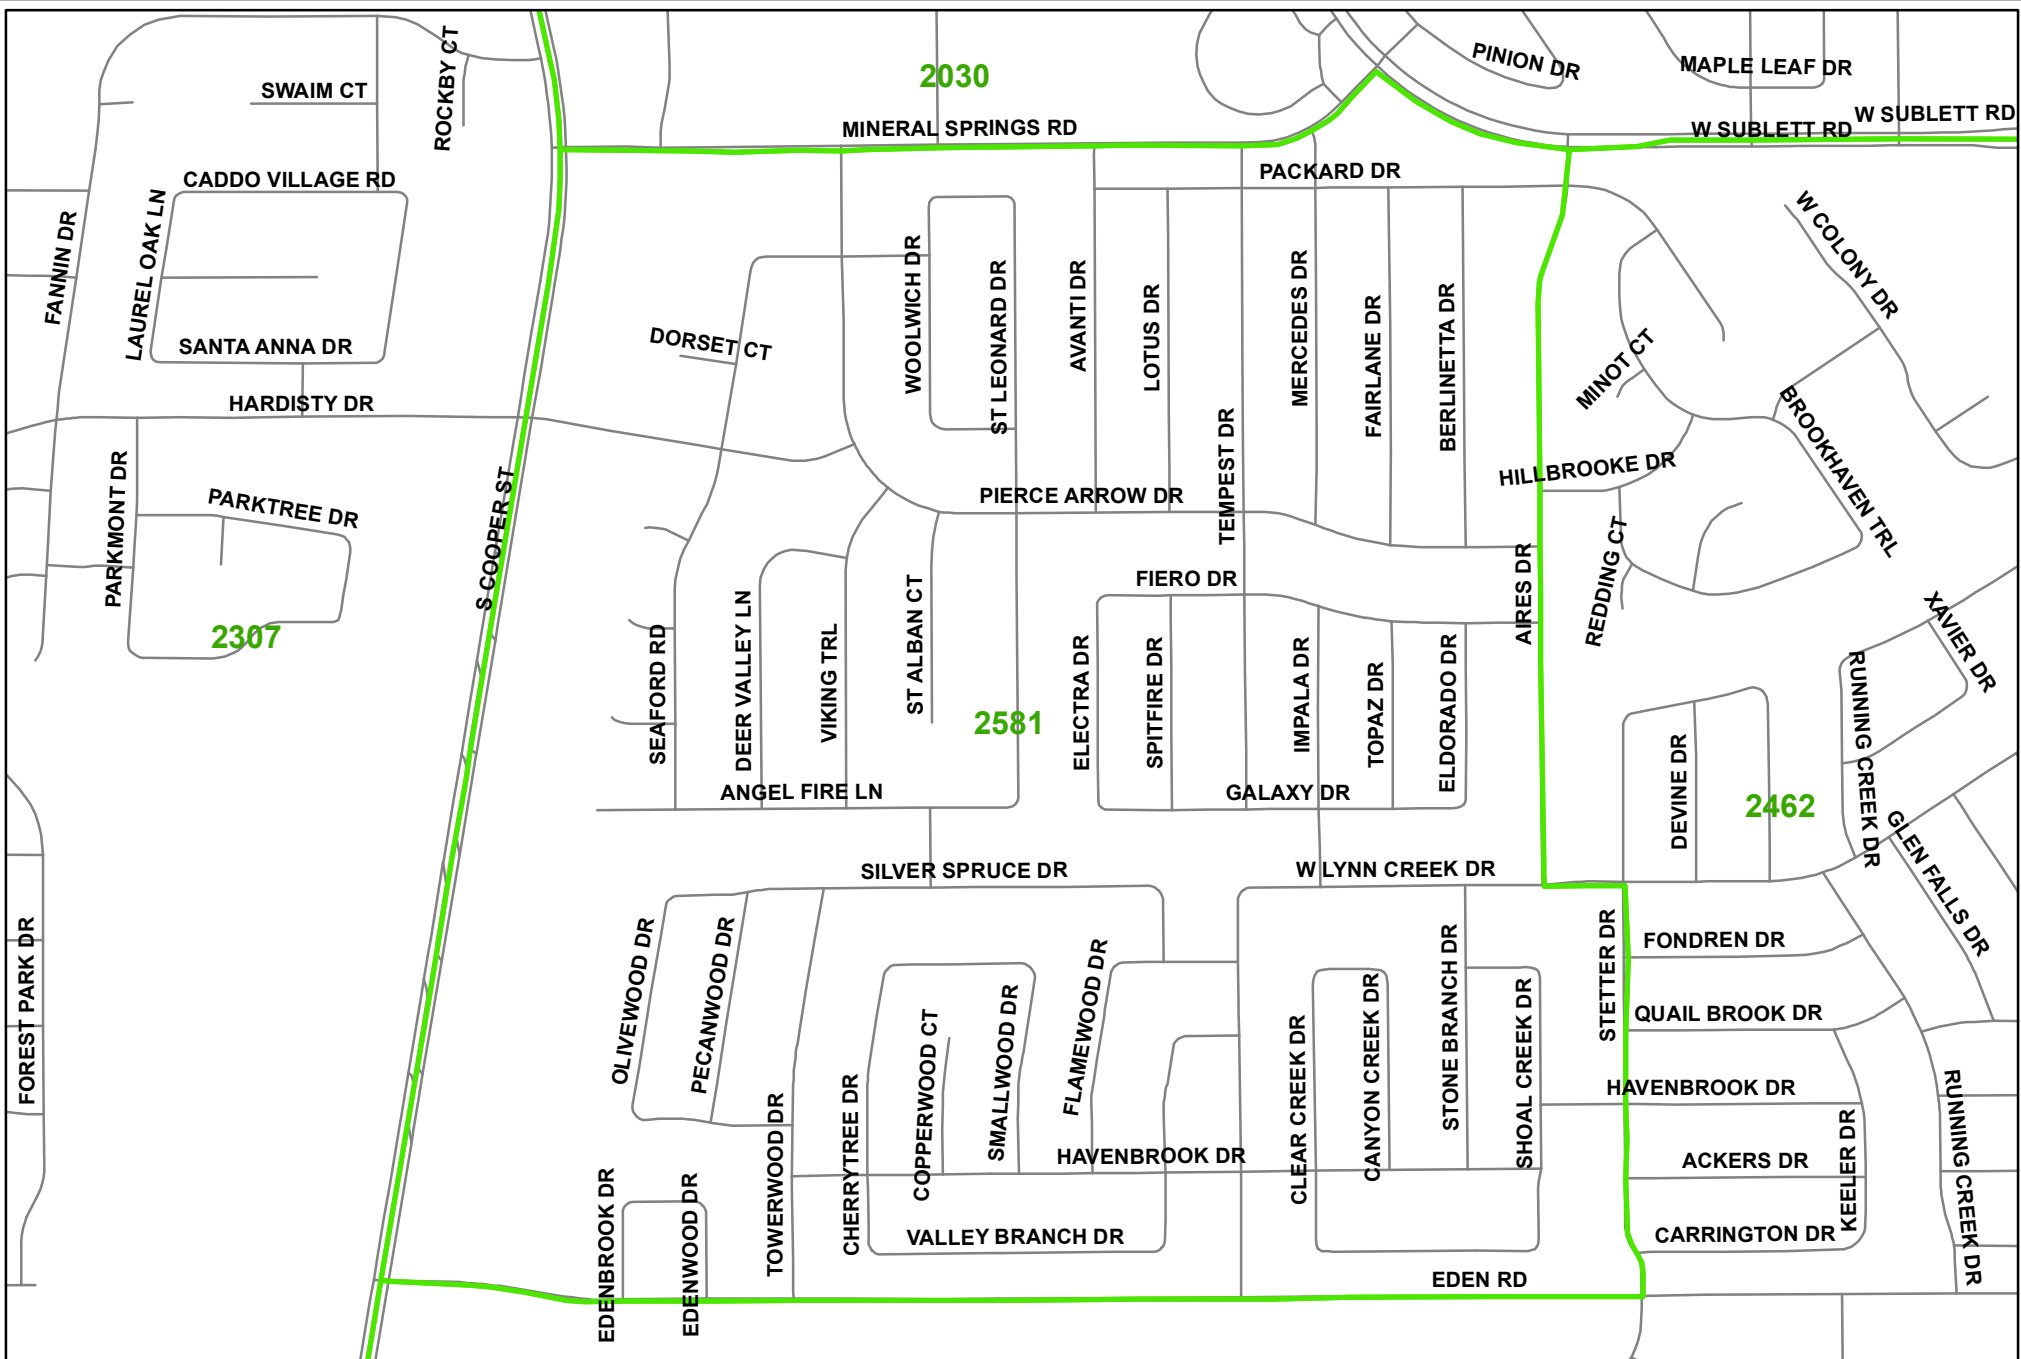 ROCKBY CT
SWAIM CT
2030
PINION DR
MAPLE LEAF DR
W SUBLETT RD
W SUBLETT RD
MINERAL SPRINGS RD
PACKARD DR
CADDO VILLAGE RD
FANNIN DR
LAUREL OAK LN
SANTA ANNA DR
HARDISTY DR
DORSET CT
WOOLWICH DR
ST LEONARD DR
AVANTI DR
LOTUS DR
MERCEDES DR
FAIRLANE DR
BERLINETTA DR
TEMPEST DR
W COLONY DR
MINOT CT
BROOKHAVEN TRL
HILLBROOKE DR
PARKMONT DR
PARKTREE DR
S COOPER ST
PIERCE ARROW DR
FIERO DR
AIRES DR
REDDING CT
XAVIER DR
2307
SEAFORD RD
DEER VALLEY LN
VIKING TRL
ST ALBAN CT
2581
ELECTRA DR
SPITFIRE DR
IMPALA DR
TOPAZ DR
ELDORADO DR
RUNNING CREEK DR
DEVINE DR
2462
ANGEL FIRE LN
GALAXY DR
GLEN FALLS DR
SILVER SPRUCE DR
W LYNN CREEK DR
FOREST PARK DR
OLIVEWOOD DR
PECANWOOD DR
FLAMEWOOD DR
STETTER DR
FONDREN DR
QUAIL BROOK DR
COPPERWOOD CT
SMALLWOOD DR
CLEAR CREEK DR
CANYON CREEK DR
STONE BRANCH DR
SHOAL CREEK DR
HAVENBROOK DR
RUNNING CREEK DR
TOWERWOOD DR
CHERRYTREE DR
HAVENBROOK DR
ACKERS DR
KEELER DR
EDENBROOK DR
EDENWOOD DR
VALLEY BRANCH DR
CARRINGTON DR
EDEN RD